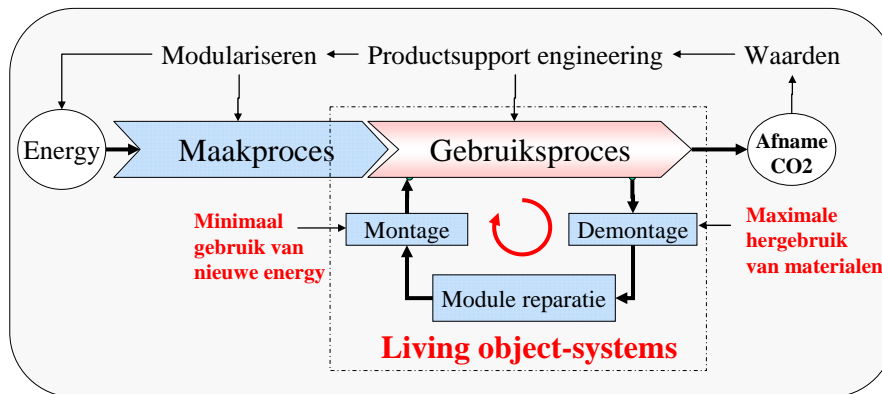 Modulariseren
Productsupport engineering
Waarden
Energy
Maakproces
Gebruiksproces
Afname
CO2
Minimaal
gebruik van
nieuwe energy
Montage
Demontage
Maximale
hergebruik
van materialen
Module reparatie
Living object-systems